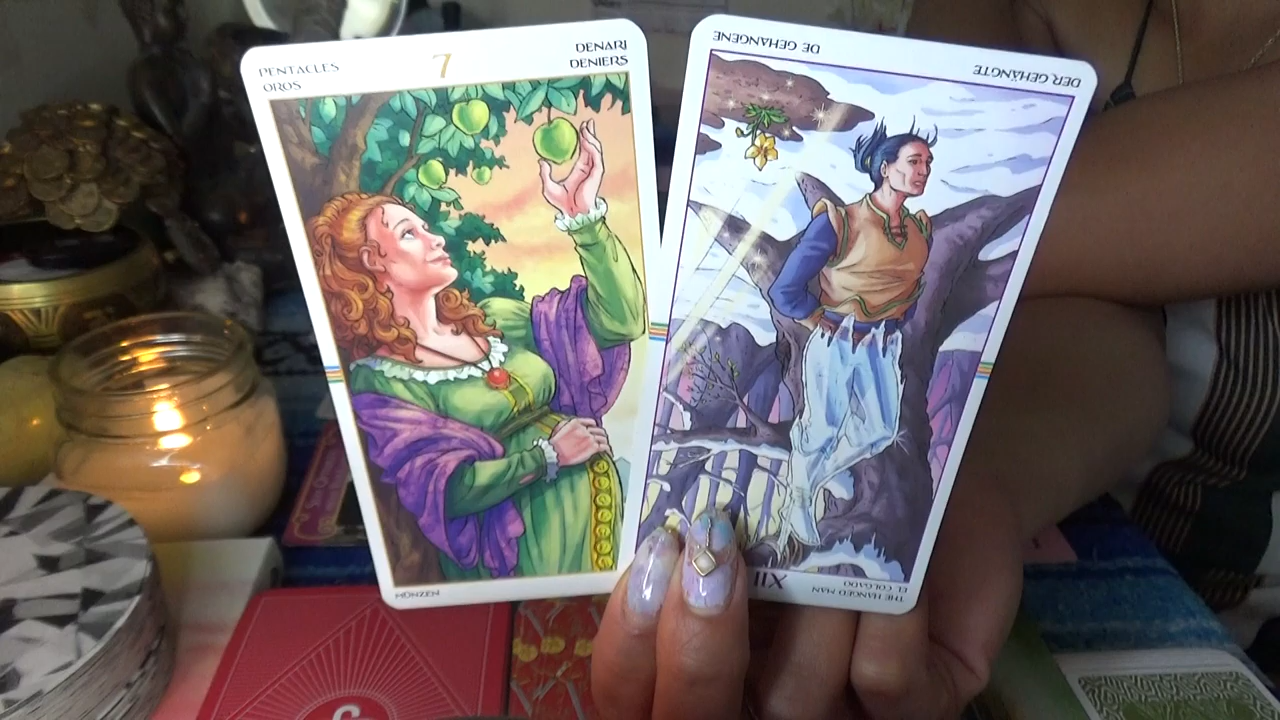 PENTACLES
OROS
7
DENARI
DENIERS
MÜNZEN
DE GEHANGENE
DER GEHÄNGTE
XII
THE HANGED MAN
EL COLGADO